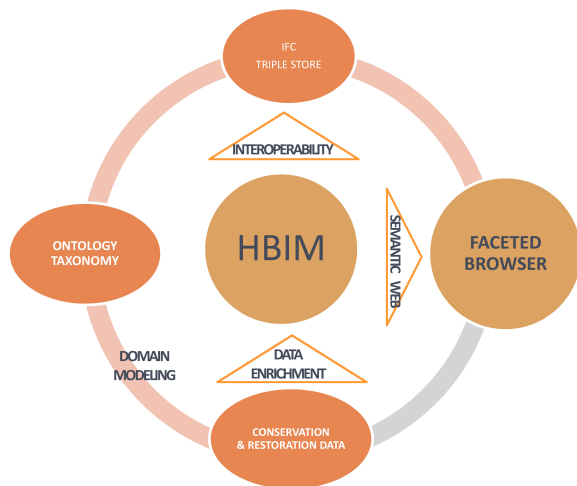 IFC
TRIPLE STORE
INTEROPERABILITY
ONTOLOGY
TAXONOMY
HBIM
SEMANTIC WEB
FACETED
BROWSER
DOMAIN
MODELING
DATA
ENRICHMENT
CONSERVATION
& RESTORATION DATA